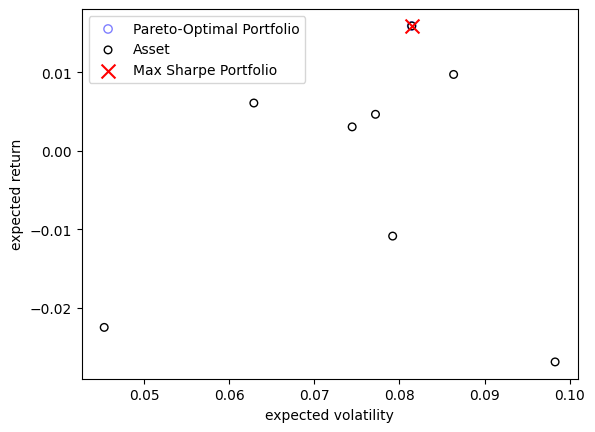 Pareto-Optimal Portfolio
Asset
Max Sharpe Portfolio
0.01
0.00
−0.01
−0.02
expected return
0.05
0.06
0.07
0.08
0.09
0.10
expected volatility